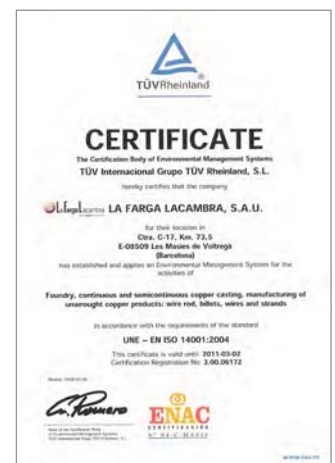 TÜVRheinland
®
CERTIFICATE
The Certification Body of Environmental Management Systems
TÜV Internacional Grupo TÜV Rheinland, S.L.
hereby certifies that the company
LaFargaLacambra LA FARGA LACAMBRA, S.A.U.
for their location in
Ctra. C-17, Km. 73,5
E-08509 Les Masies de Voltregà
(Barcelona)
has established and applies an Environmental Management System for the
activities of
Foundry, continuous and semicontinuous copper casting, manufacturing of
unwrought copper products: wire rod, billets, wires and strands
in accordance with the requirements of the standard
UNE – EN ISO 14001:2004
This certificate is valid until: 2011-03-02
Certification Registration No: 3.00.06172
ENAC
CERTIFICACIÓN